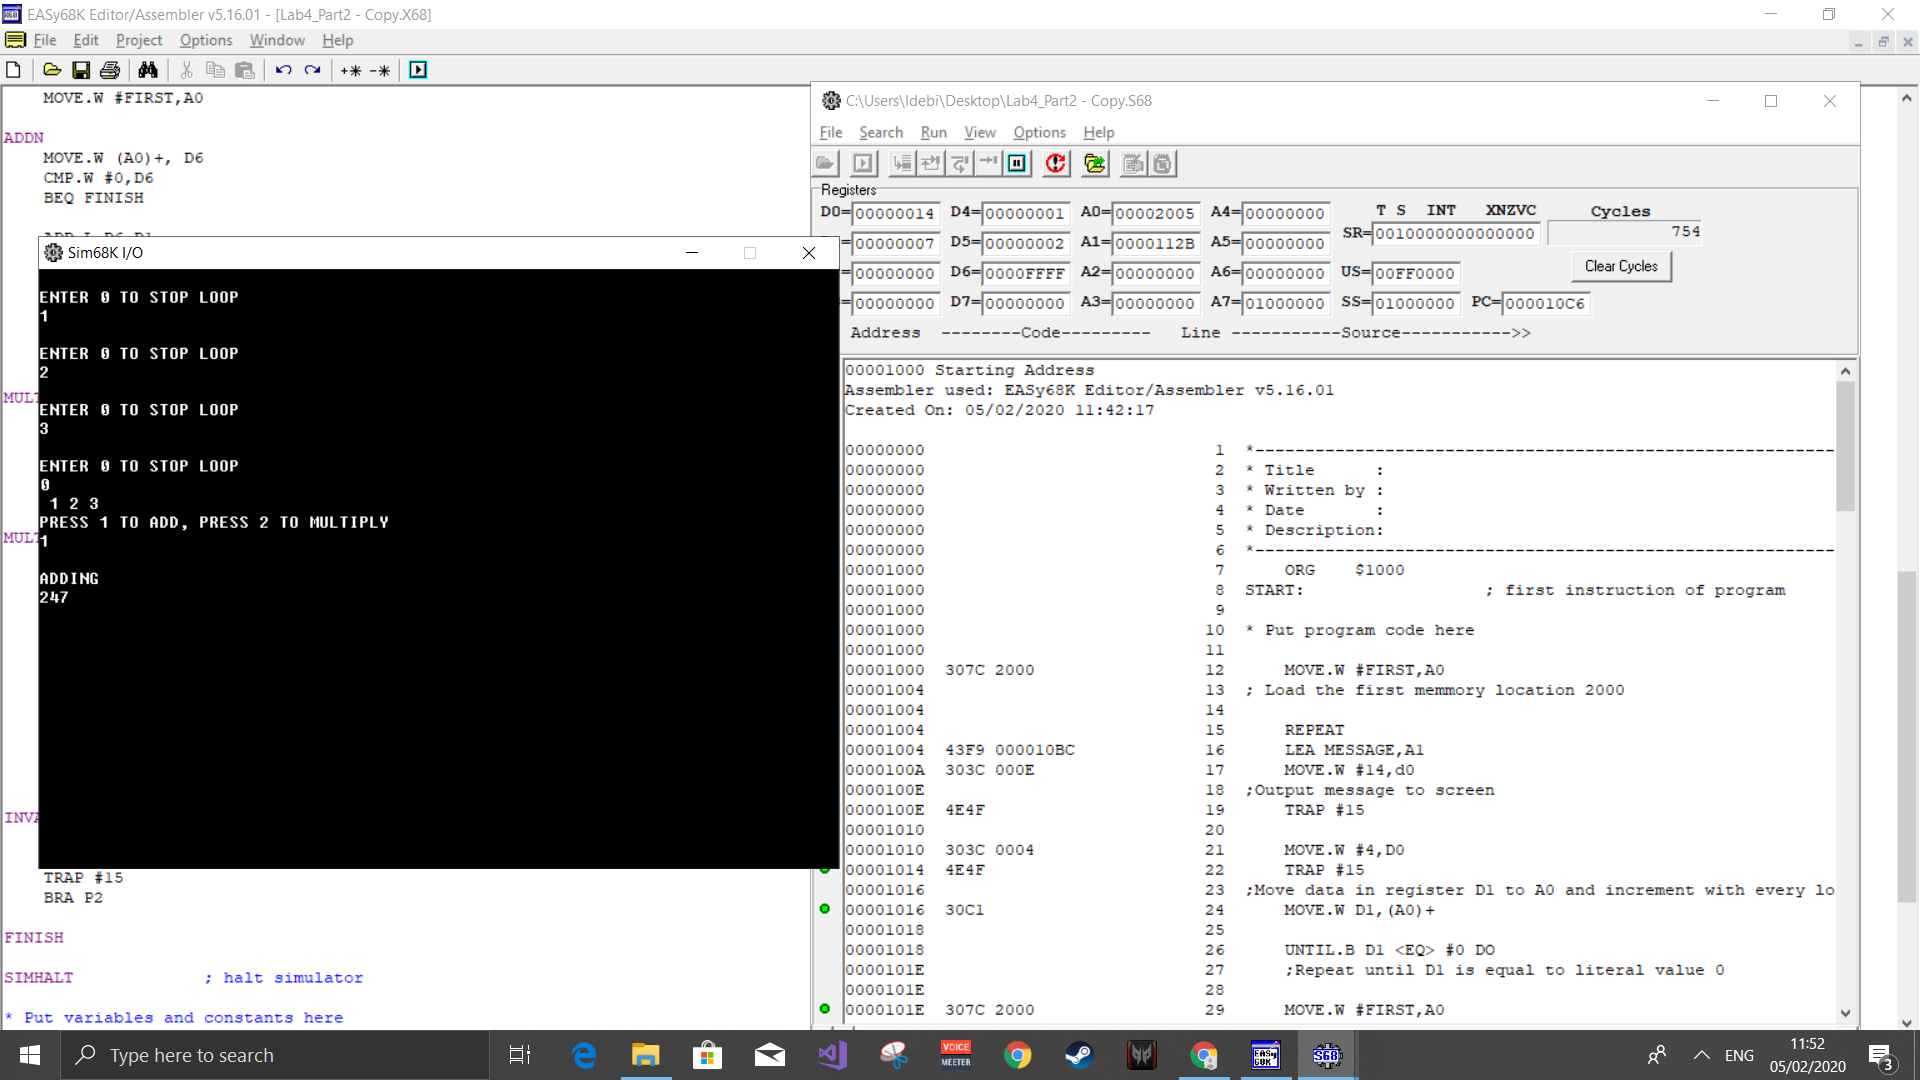 EASy68K Editor/Assembler v5.16.01 - [Lab4_Part2 - Copy.X68]
File Edit Project Options Window Help
MOVE.W #FIRST,A0
ADDN
MOVE.W (A0)+, D6
CMP.W #0,D6
BEQ FINISH
MULT
MULT
INVA
TRAP #15
BRA P2
FINISH
SIMHALT ; halt simulator
* Put variables and constants here
Sim68K I/O
ENTER 0 TO STOP LOOP
1
ENTER 0 TO STOP LOOP
2
ENTER 0 TO STOP LOOP
3
ENTER 0 TO STOP LOOP
0
1 2 3
PRESS 1 TO ADD, PRESS 2 TO MULTIPLY
1
ADDING
247
C:\Users\Idebi\Desktop\Lab4_Part2 - Copy.S68
File Search Run View Options Help
Registers
D0= 00000014 D4= 00000001 A0= 00002005 A4= 00000000 T S INT XNZVC Cycles
00000007 D5= 00000002 A1= 0000112B A5= 00000000 SR= 0010000000000000 754
00000000 D6= 0000FFFF A2= 00000000 A6= 00000000 US= 00FF0000 Clear Cycles
= 00000000 D7= 00000000 A3= 00000000 A7= 01000000 SS= 01000000 PC= 000010C6
Address --------Code--------- Line -----------Source----------->>
00001000 Starting Address
Assembler used: EASy68K Editor/Assembler v5.16.01
Created On: 05/02/2020 11:42:17
00000000 1 *-----------------------------------------------------------
00000000 2 * Title :
00000000 3 * Written by :
00000000 4 * Date :
00000000 5 * Description:
00000000 6 *-----------------------------------------------------------
00001000 7 ORG $1000
00001000 8 START: ; first instruction of program
00001000 9
00001000 10 * Put program code here
00001000 11
00001000 307C 2000 12 MOVE.W #FIRST,A0
00001004 13 ; Load the first memmory location 2000
00001004 14
00001004 15 REPEAT
00001004 43F9 000010BC 16 LEA MESSAGE,A1
0000100A 303C 000E 17 MOVE.W #14,d0
0000100E 18 ;Output message to screen
0000100E 4E4F 19 TRAP #15
00001010 20
00001010 303C 0004 21 MOVE.W #4,D0
00001014 4E4F 22 TRAP #15
00001016 23 ;Move data in register D1 to A0 and increment with every lo
00001016 30C1 24 MOVE.W D1,(A0)+
00001018 25
00001018 26 UNTIL.B D1 <EQ> #0 DO
0000101E 27 ;Repeat until D1 is equal to literal value 0
0000101E 28
0000101E 307C 2000 29 MOVE.W #FIRST,A0
Type here to search
VOICE
MEETER
EASy
68K
S68
ENG
11:52
05/02/2020
3